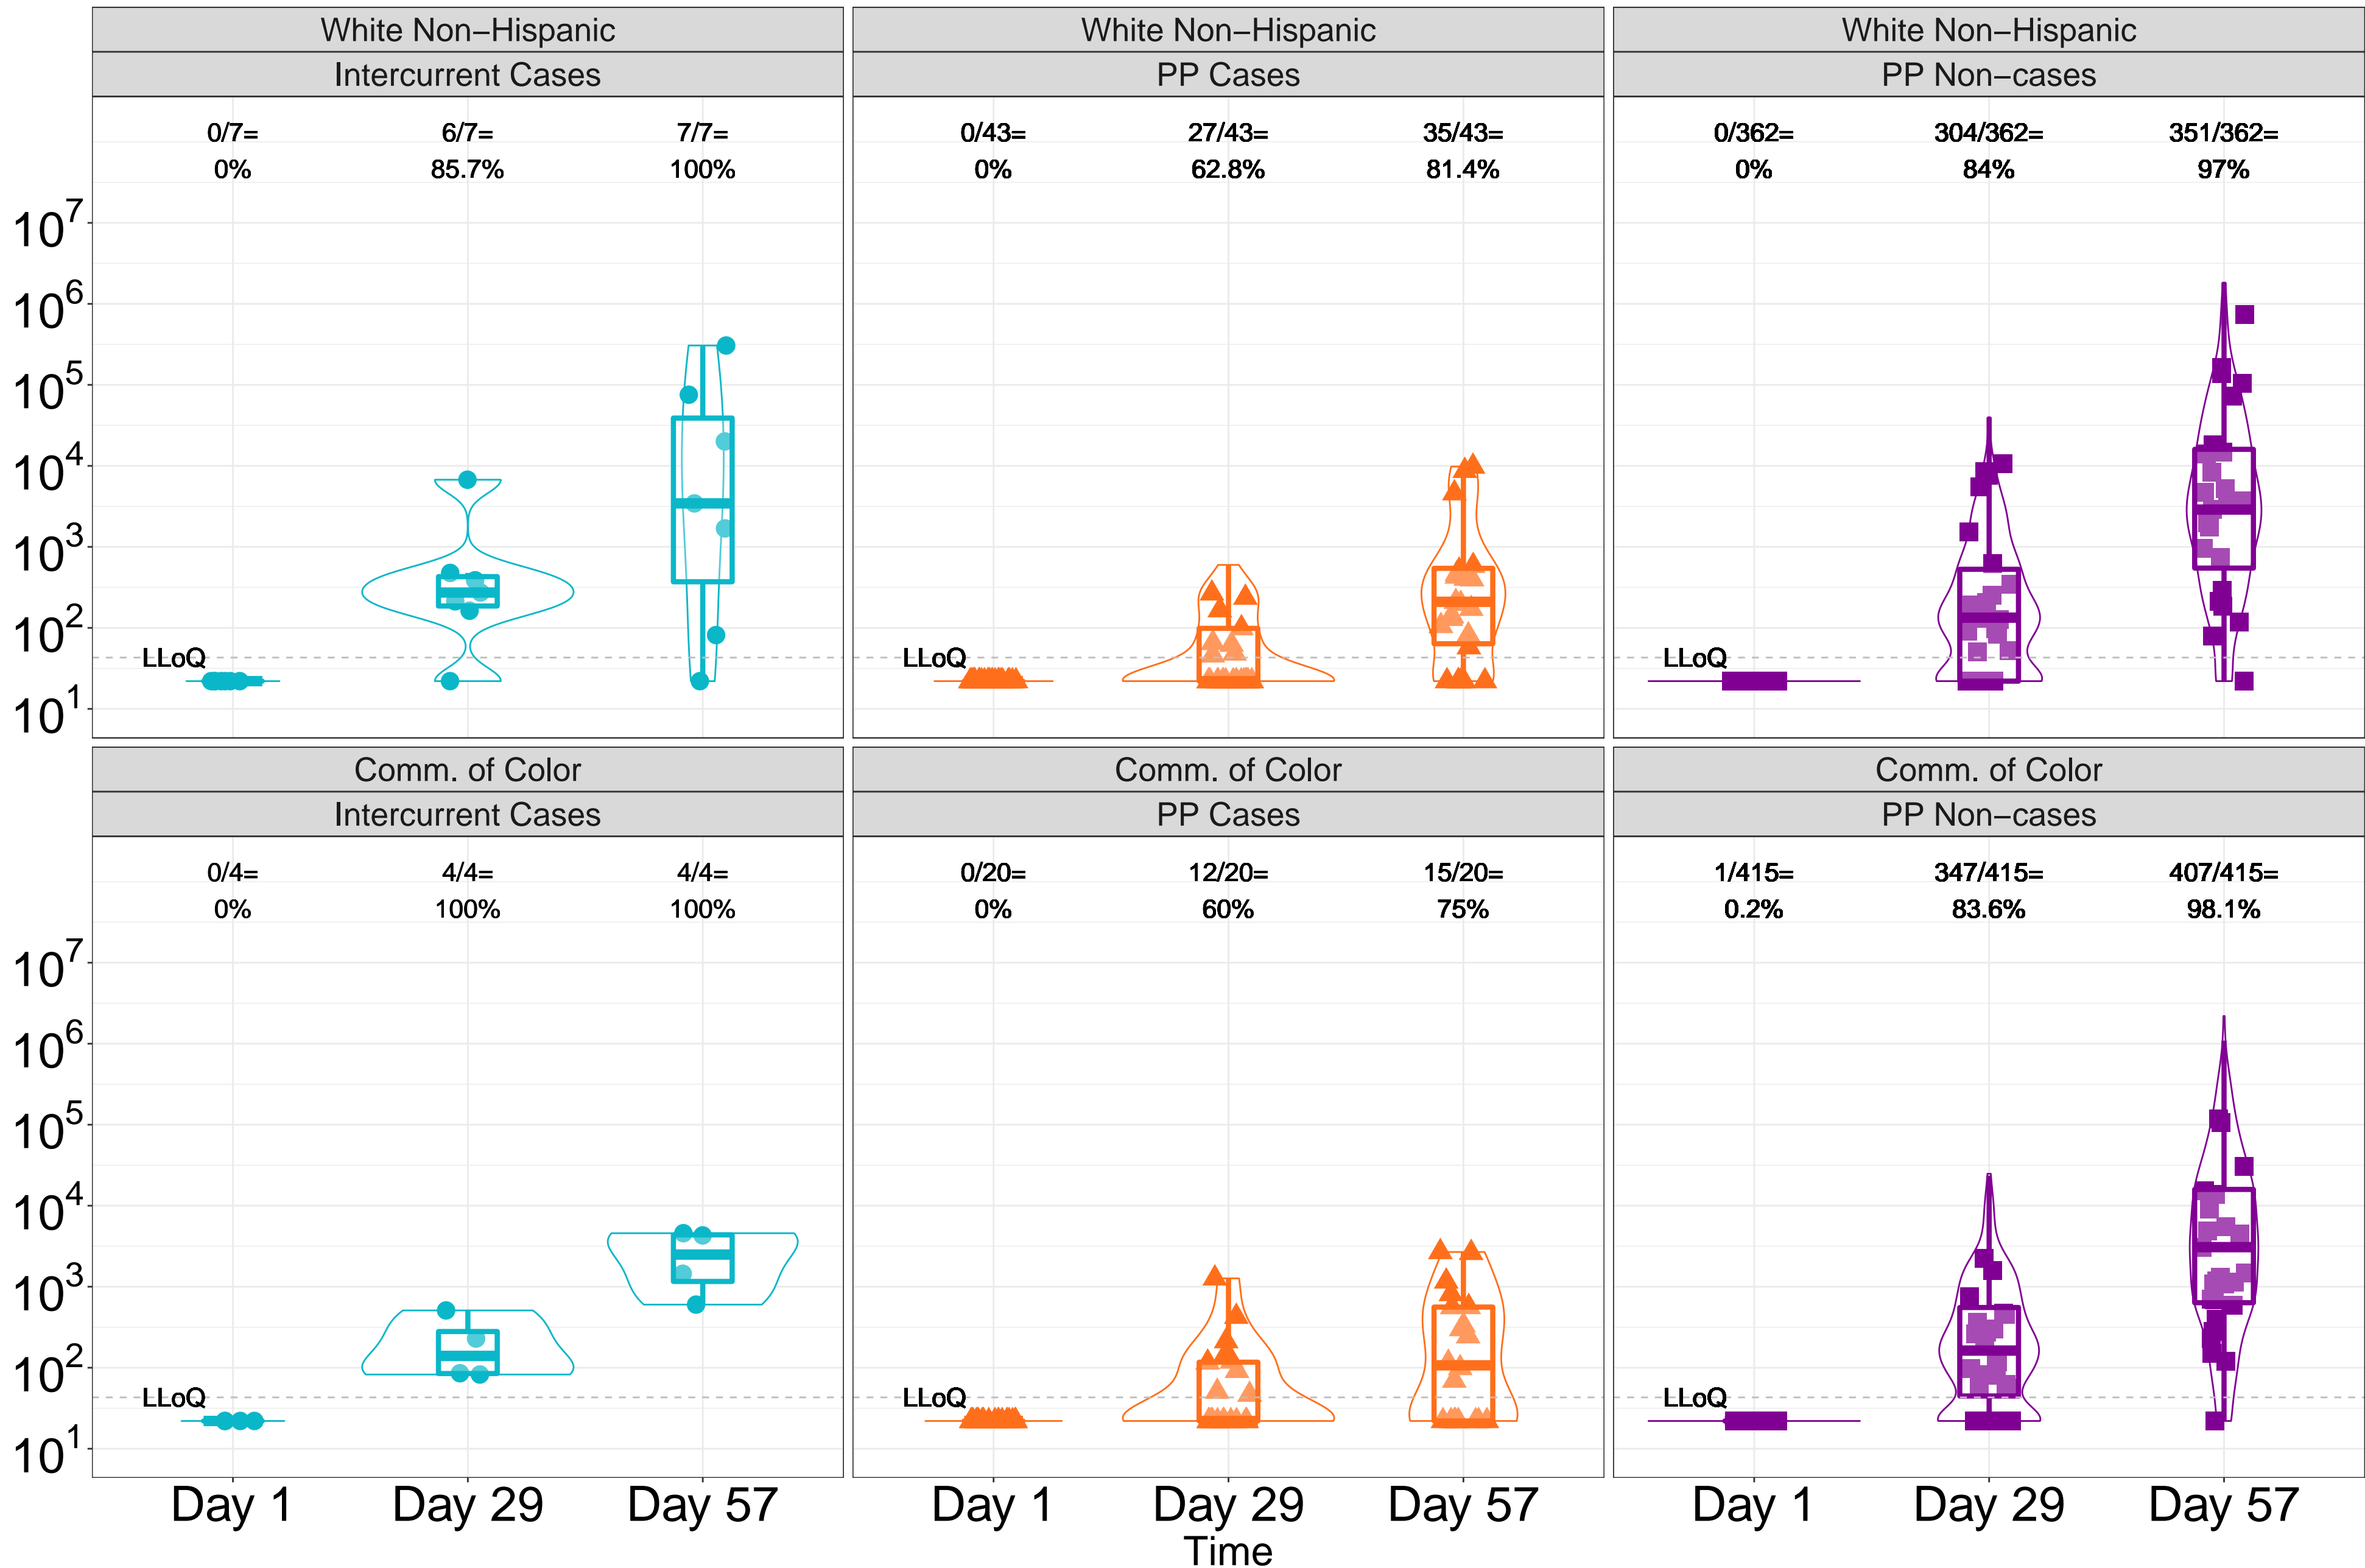 White Non−Hispanic White Non−Hispanic White Non−Hispanic
Intercurrent Cases PP Cases PP Non−cases
0/7= 6/7= 7/7= 0/43= 27/43= 35/43= 0/362= 304/362= 351/362=
0% 85.7% 100% 0% 62.8% 81.4% 0% 84% 97%
10^7
10^6
10^5
10^4
10^3
10^2
LLoQ LLoQ LLoQ
10^1
Comm. of Color Comm. of Color Comm. of Color
Intercurrent Cases PP Cases PP Non−cases
0/4= 4/4= 4/4= 0/20= 12/20= 15/20= 1/415= 347/415= 407/415=
0% 100% 100% 0% 60% 75% 0.2% 83.6% 98.1%
10^7
10^6
10^5
10^4
10^3
10^2
LLoQ LLoQ LLoQ
10^1
Day 1 Day 29 Day 57 Day 1 Day 29 Day 57 Day 1 Day 29 Day 57
Time